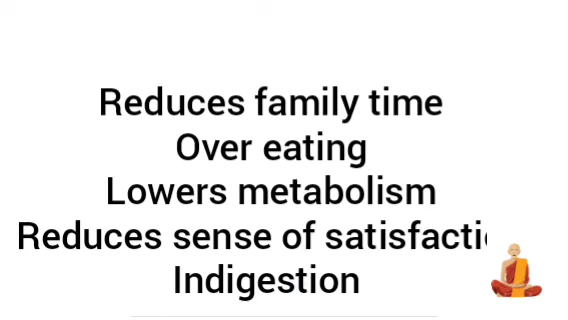 Reduces family time
Over eating
Lowers metabolism
Reduces sense of satisfacti
Indigestion